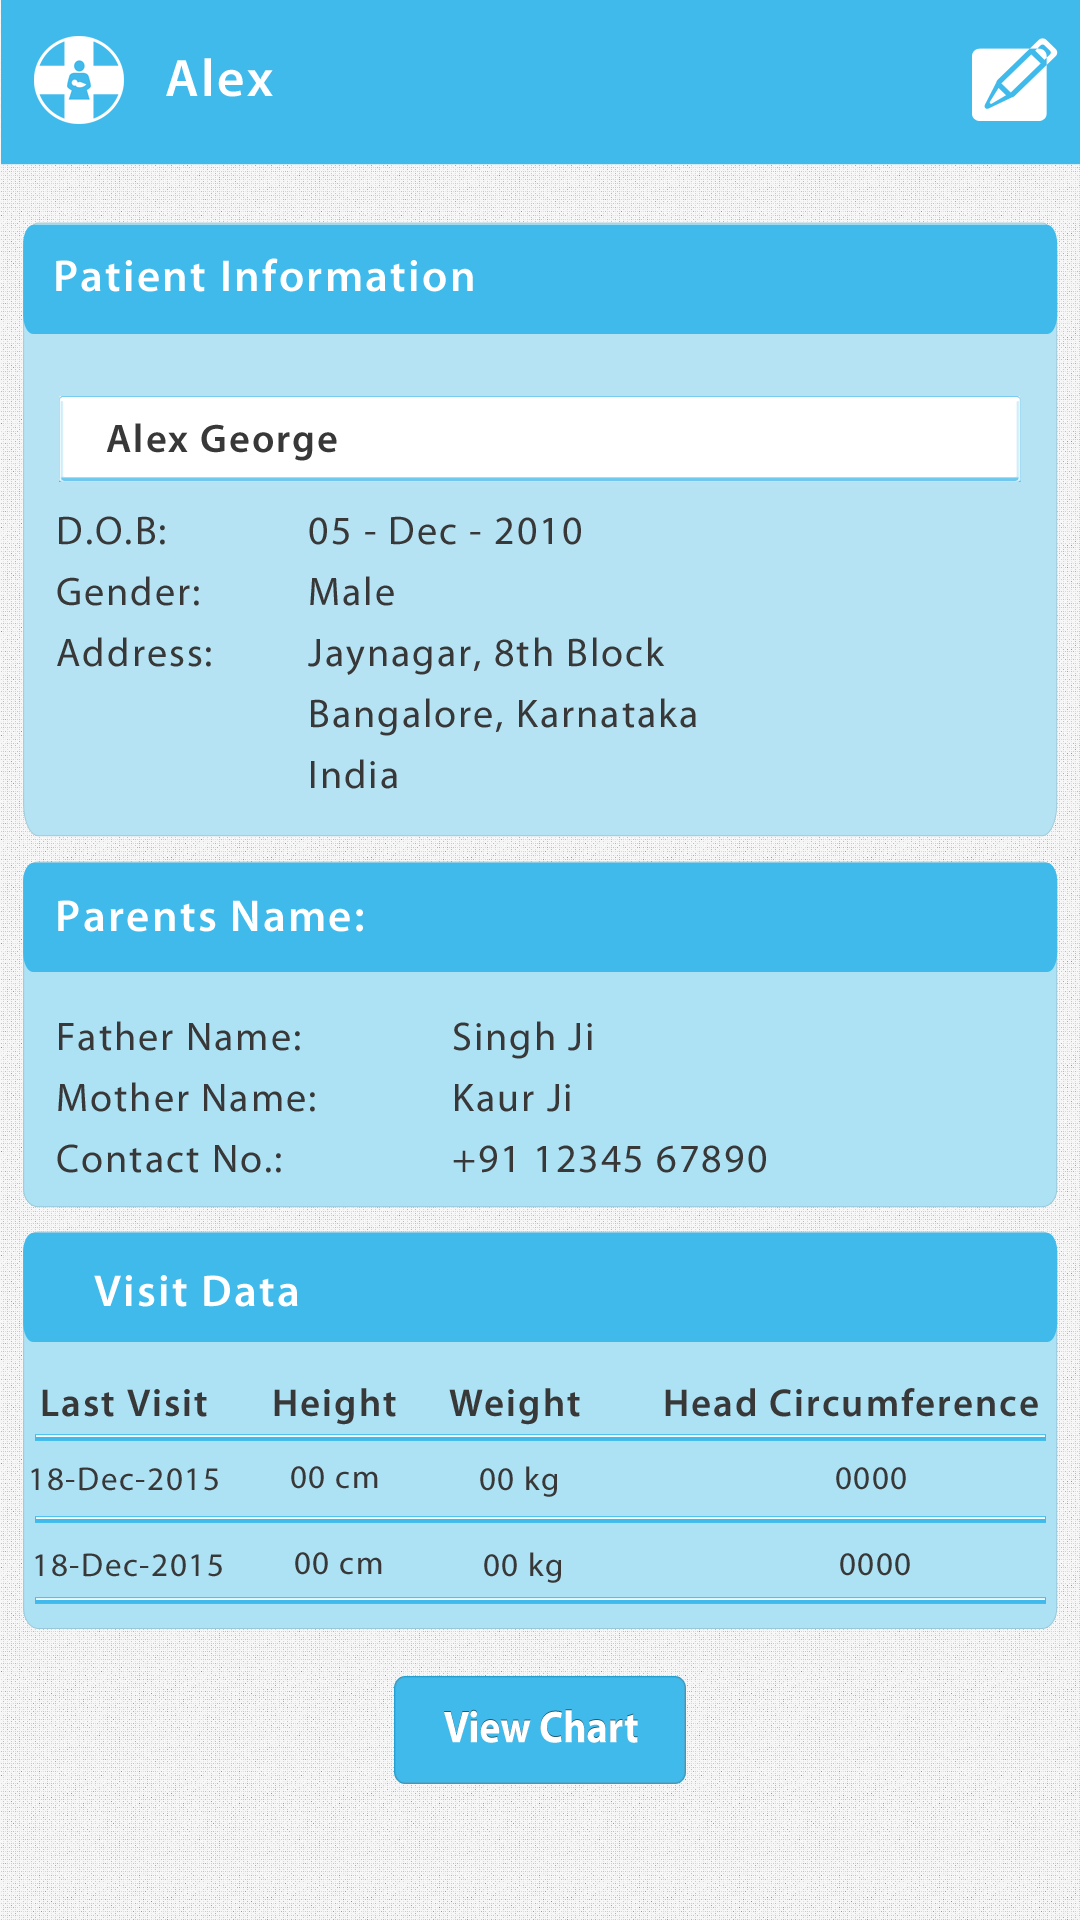 Alex
Patient Information
Alex George
D.O.B: 05 - Dec - 2010
Gender: Male
Address: Jaynagar, 8th Block
Bangalore, Karnataka
India
Parents Name:
Father Name: Singh Ji
Mother Name: Kaur Ji
Contact No.: +91 12345 67890
Visit Data
Last Visit Height Weight Head Circumference
18-Dec-2015 00 cm 00 kg 0000
18-Dec-2015 00 cm 00 kg 0000
View Chart